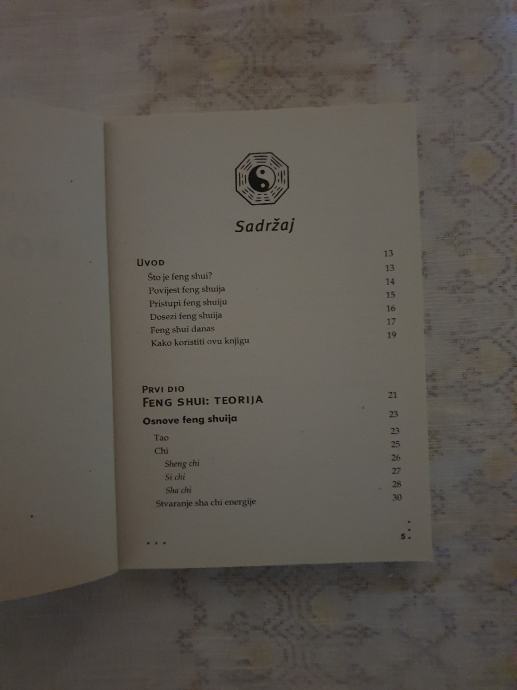 Sadržaj
UVOD 13
Što je feng shui? 13
Povijest feng shuija 14
Pristupi feng shuiju 15
Dosezi feng shuija 16
Feng shui danas 17
Kako koristiti ovu knjigu 19
PRVI DIO
FENG SHUI: TEORIJA 21
Osnove feng shuija 23
Tao 23
Chi 25
Sheng chi 26
Si chi 27
Sha chi 28
Stvaranje sha chi energije 30
5